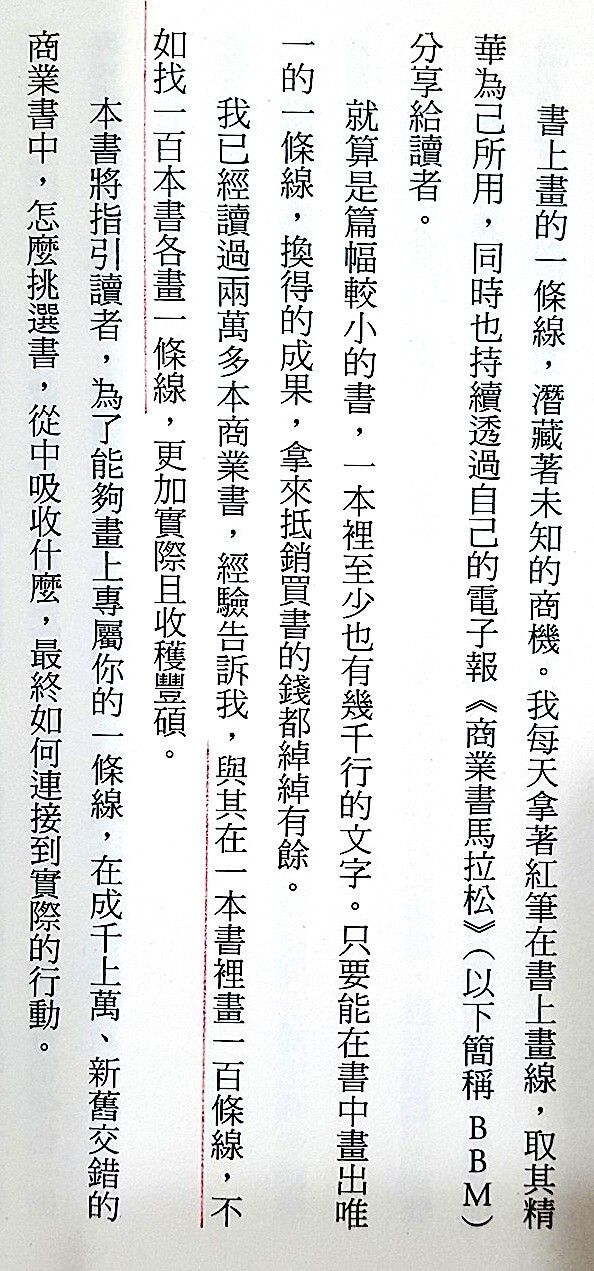 書上畫的一條線，潛藏著未知的商機。我每天拿著紅筆在書上畫線，取其精
華為己所用，同時也持續透過自己的電子報《商業書馬拉松》（以下簡稱BBM）
分享給讀者。
就算是篇幅較小的書，一本裡至少也有幾千行的文字。只要能在書中畫出唯
一的一條線，換得的成果，拿來抵銷買書的錢都綽綽有餘。
我已經讀過兩萬多本商業書，經驗告訴我，與其在一本書裡畫一百條線，不
如找一百本書各畫一條線，更加實際且收穫豐碩。
本書將指引讀者，為了能夠畫上專屬你的一條線，在成千上萬、新舊交錯的
商業書中，怎麼挑選書，從中吸收什麼，最終如何連接到實際的行動。